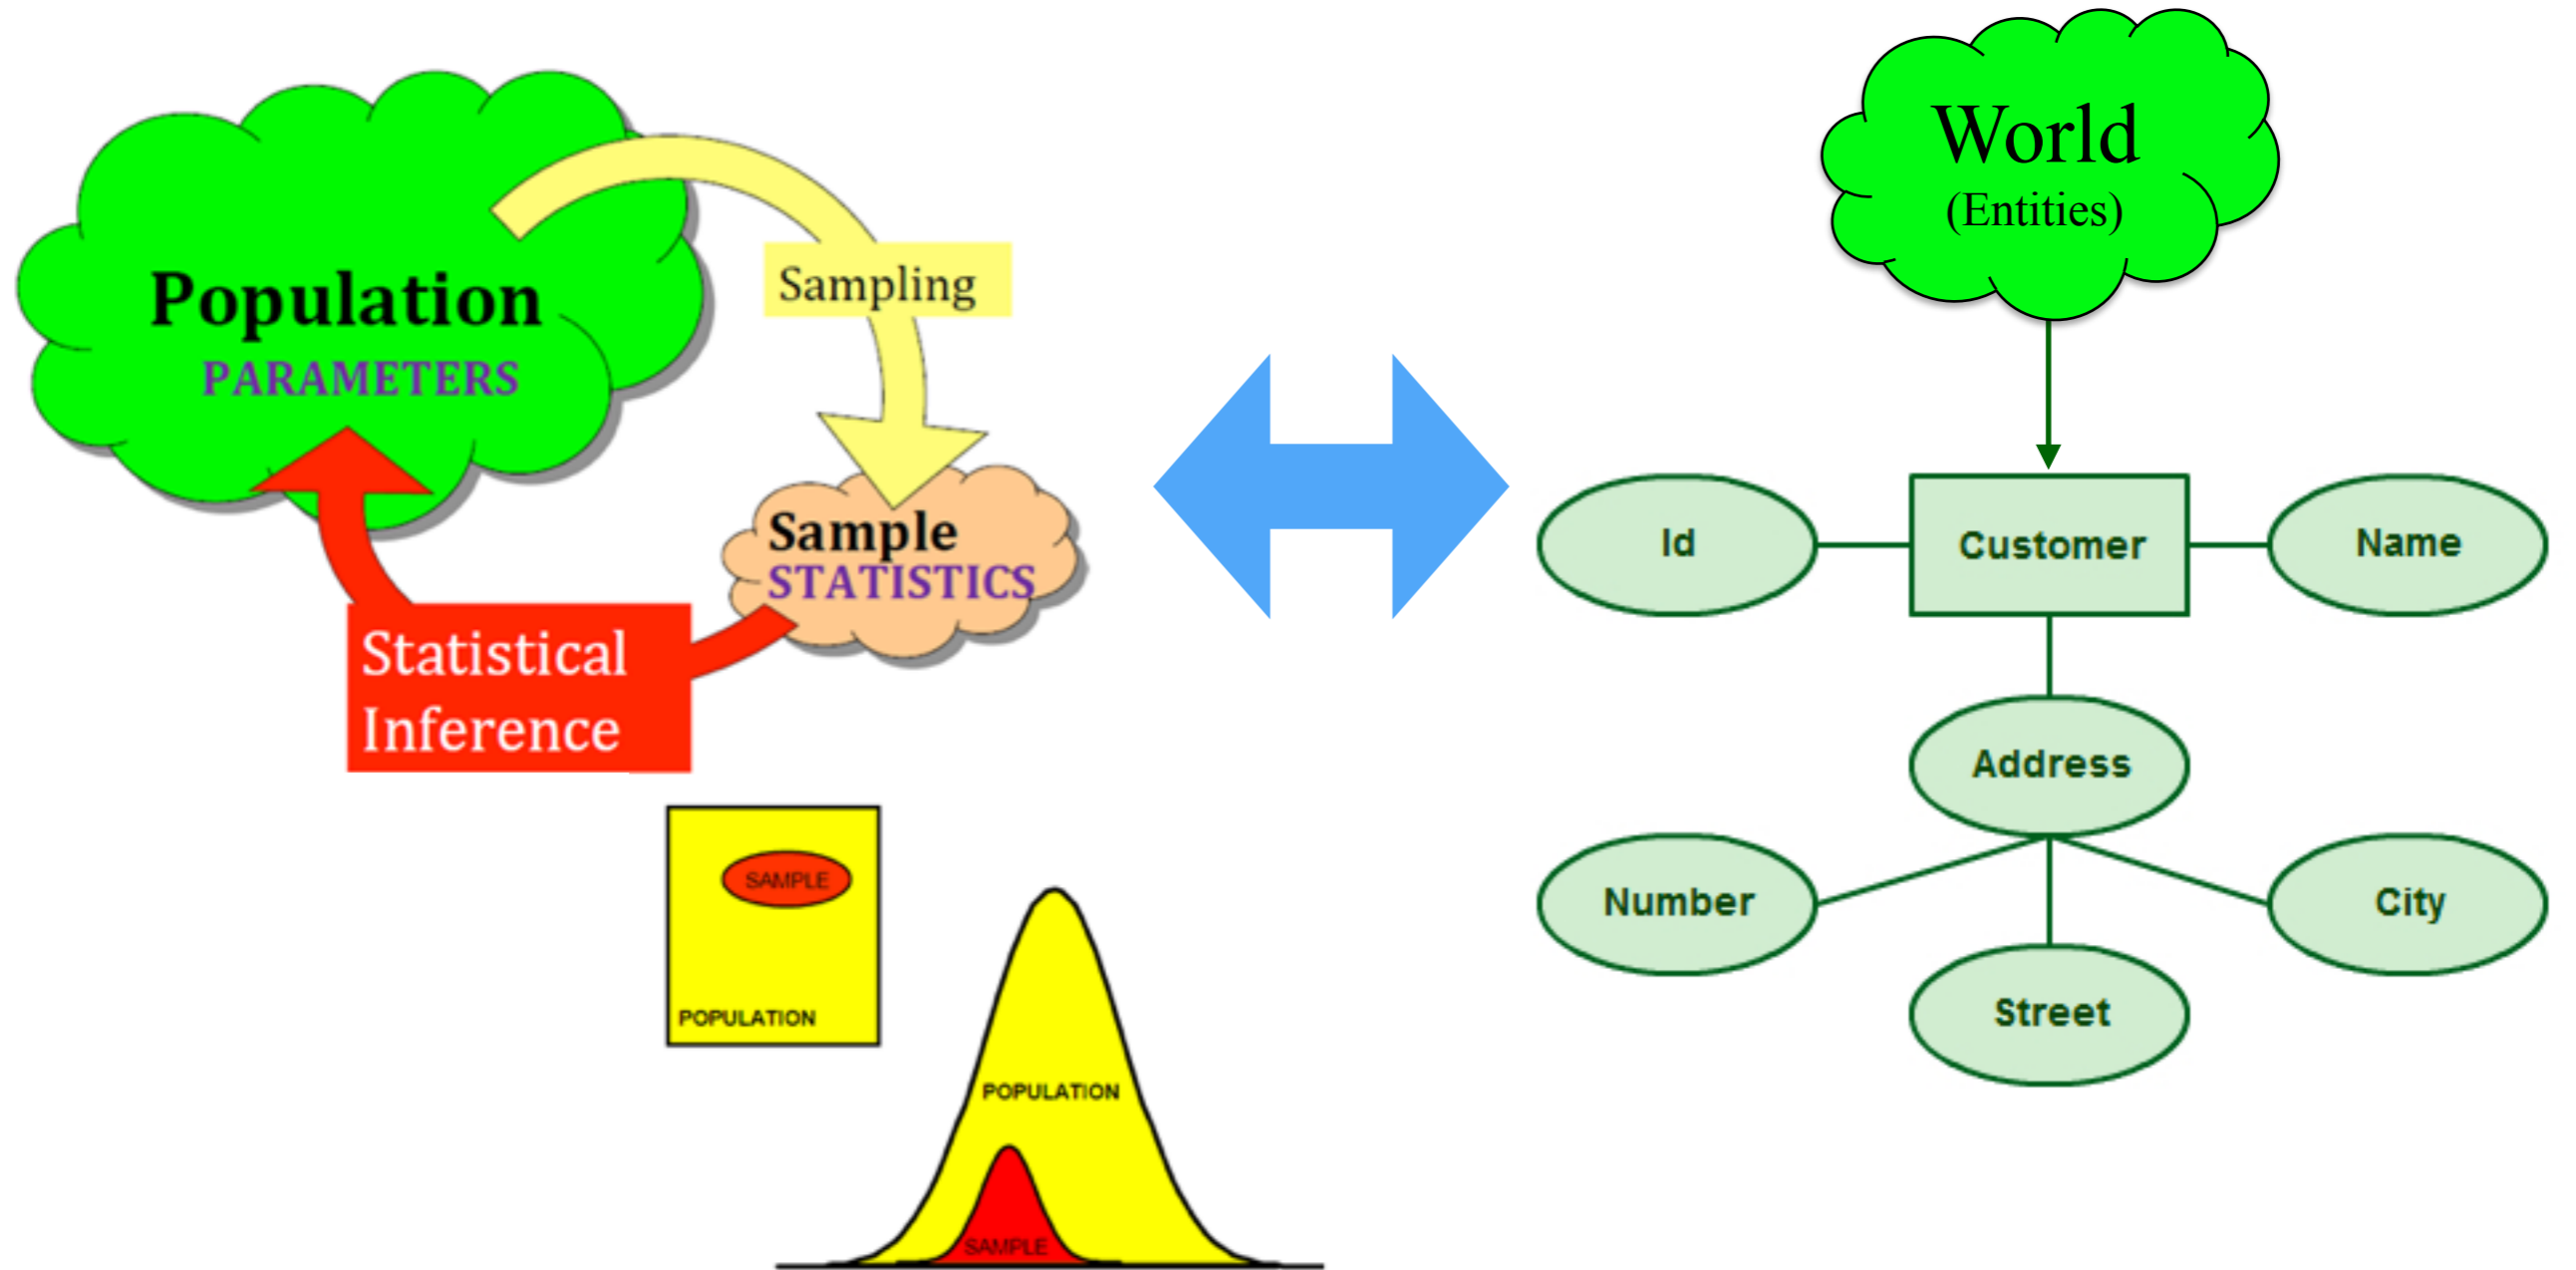 Population
PARAMETERS
Sampling
Sample
STATISTICS
Statistical
Inference
SAMPLE
POPULATION
POPULATION
SAMPLE
World
(Entities)
Id
Customer
Name
Address
Number
City
Street